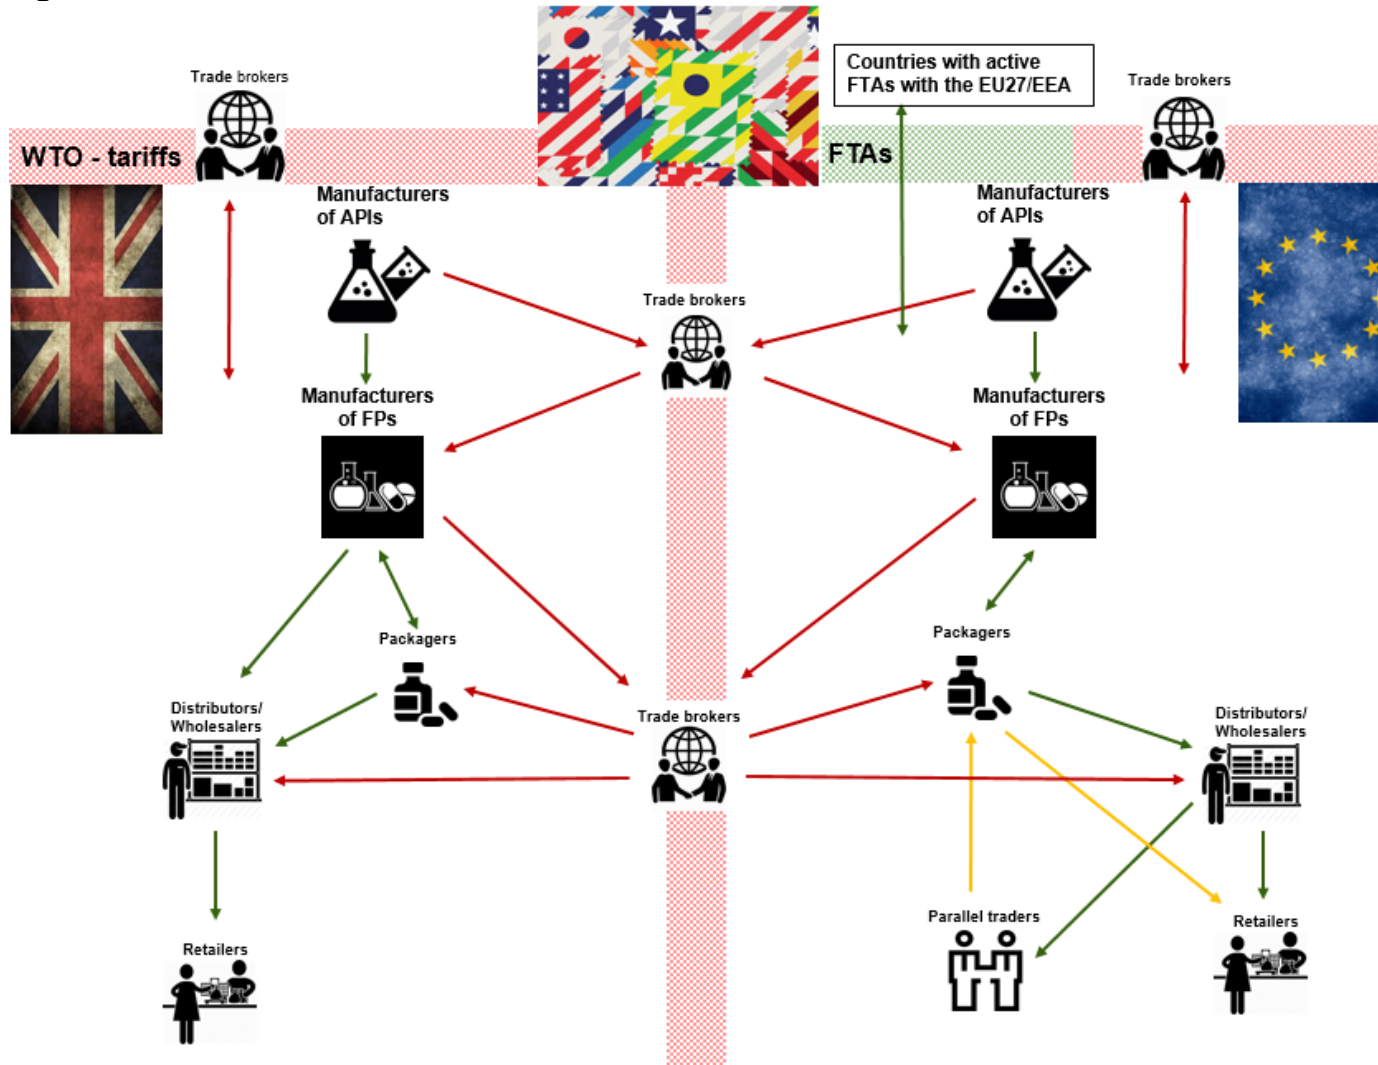 Trade brokers
Countries with active
FTAs with the EU27/EEA
Trade brokers
WTO - tariffs
FTAs
Manufacturers
of APIs
Manufacturers
of APIs
Trade brokers
Manufacturers
of FPs
Manufacturers
of FPs
Packagers
Packagers
Distributors/
Wholesalers
Trade brokers
Distributors/
Wholesalers
Parallel traders
Retailers
Retailers